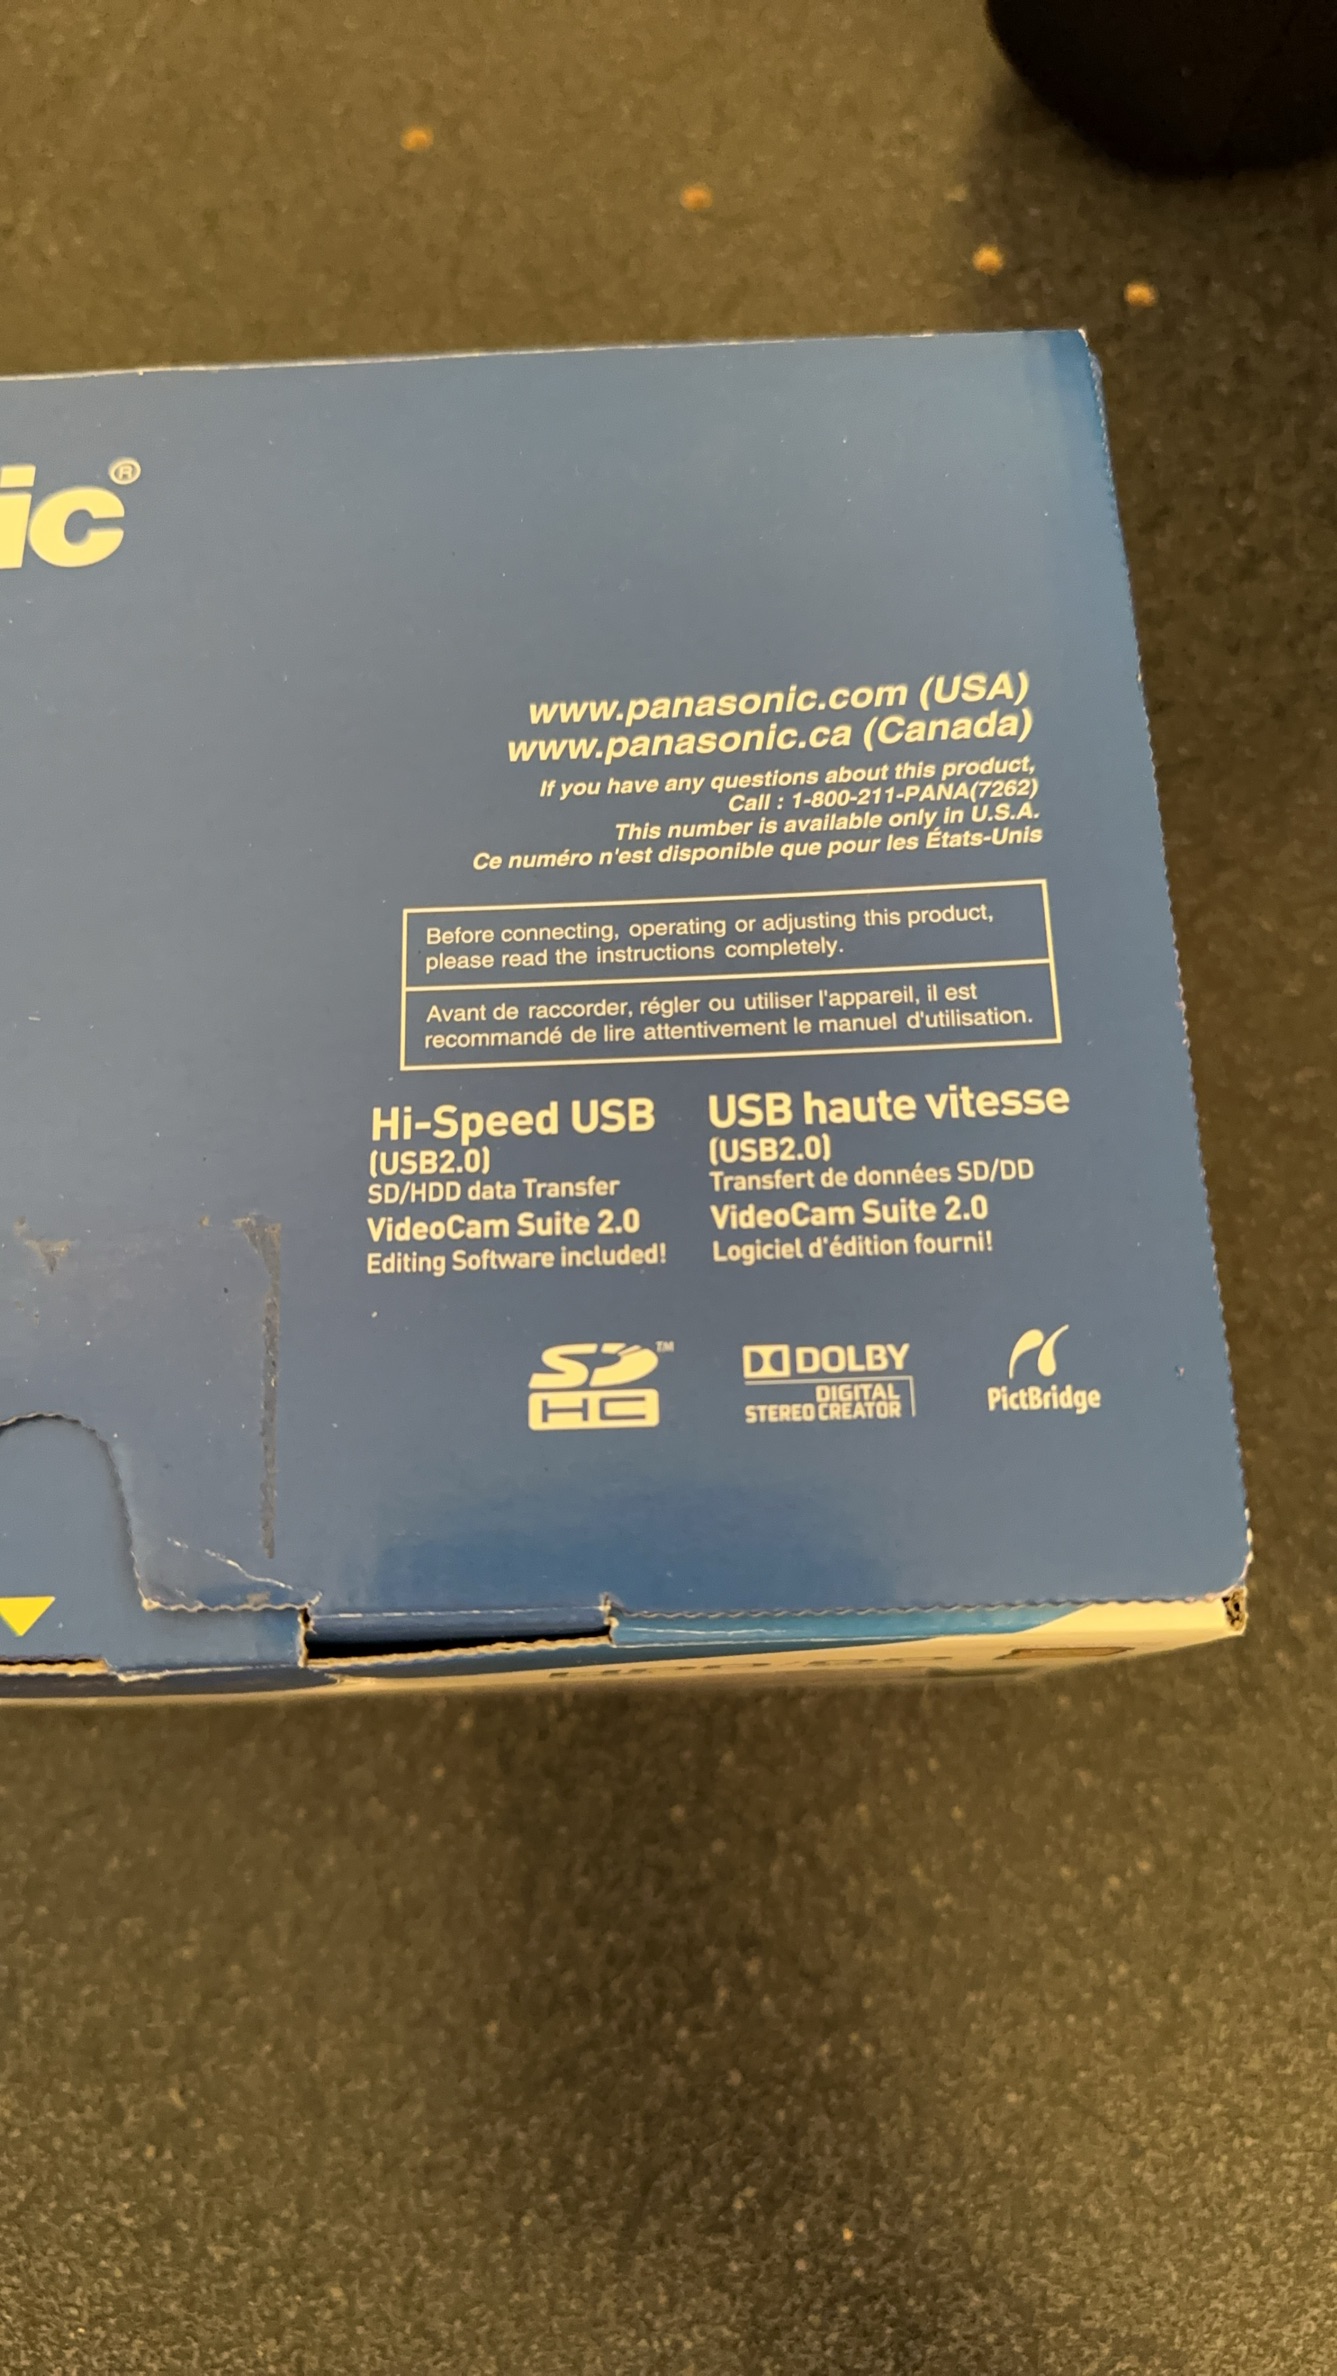 ic®
www.panasonic.com (USA)
www.panasonic.ca (Canada)
If you have any questions about this product,
Call : 1-800-211-PANA(7262)
This number is available only in U.S.A.
Ce numéro n'est disponible que pour les États-Unis
Before connecting, operating or adjusting this product,
please read the instructions completely.
Avant de raccorder, régler ou utiliser l'appareil, il est
recommandé de lire attentivement le manuel d'utilisation.
Hi-Speed USB
(USB2.0)
SD/HDD data Transfer
VideoCam Suite 2.0
Editing Software included!
USB haute vitesse
(USB2.0)
Transfert de données SD/DD
VideoCam Suite 2.0
Logiciel d'édition fourni!
SD™
HC
DOLBY
DIGITAL
STEREO CREATOR
PictBridge